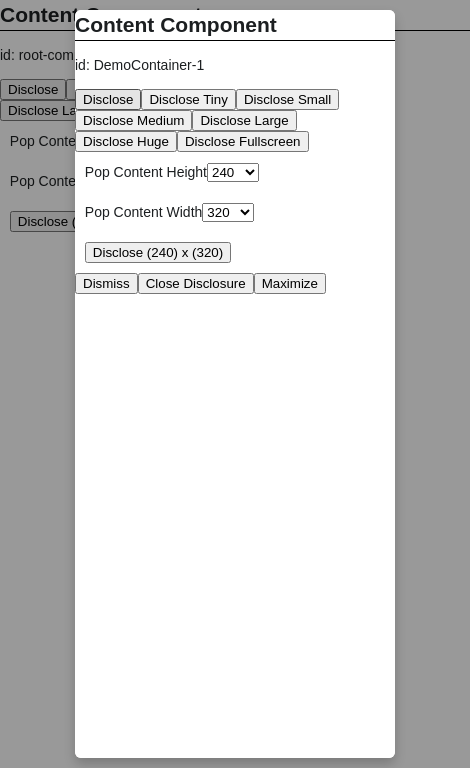 Content Component
id: root-com
Disclose
Disclose La
Pop Conte
Pop Conte
Disclose (
Content Component
id: DemoContainer-1
Disclose Disclose Tiny Disclose Small
Disclose Medium Disclose Large
Disclose Huge Disclose Fullscreen
Pop Content Height 240
Pop Content Width 320
Disclose (240) x (320)
Dismiss Close Disclosure Maximize